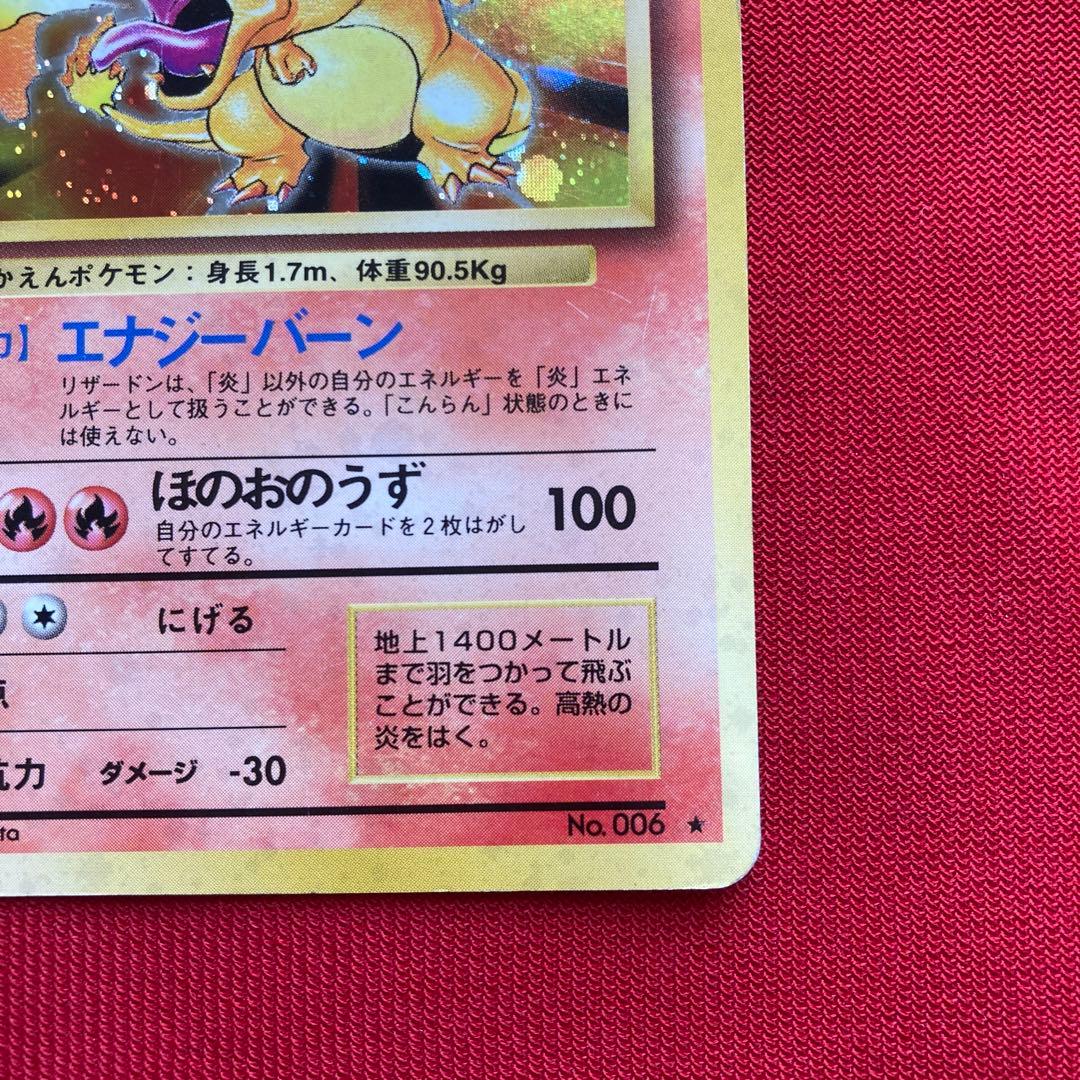 かえんポケモン：身長1.7m、体重90.5Kg
力】エナジーバーン
リザードンは、「炎」以外の自分のエネルギーを「炎」エネ
ルギーとして扱うことができる。「こんらん」状態のときに
は使えない。
ほのおのうず 100
自分のエネルギーカードを2枚はがし
てすてる。
にげる
点
抗力 ダメージ -30
地上1400メートル
まで羽をつかって飛ぶ
ことができる。高熱の
炎をはく。
ta
No. 006 ★